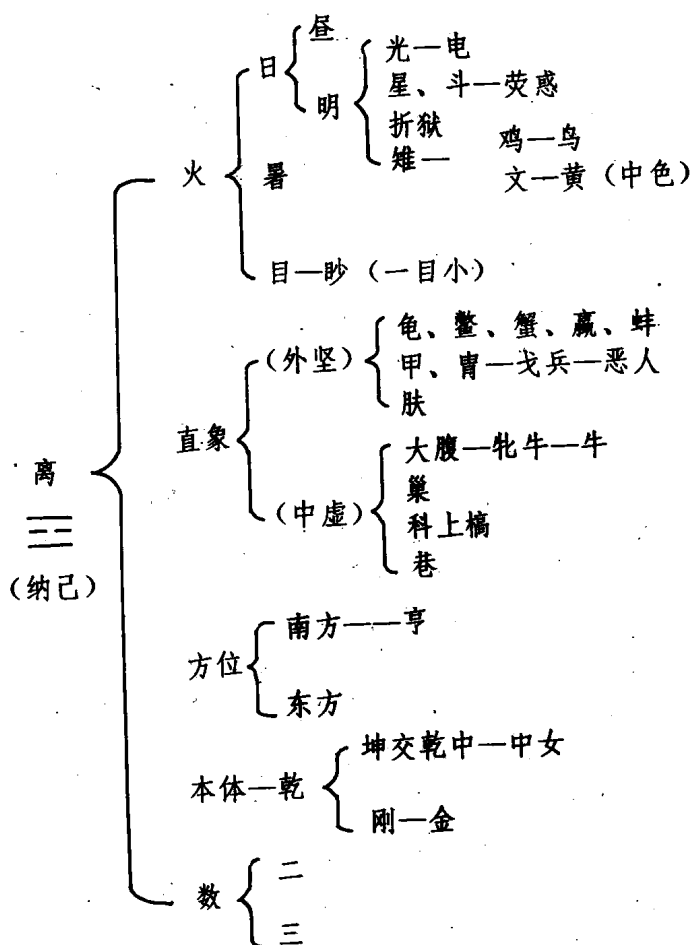 昼
日
光—电
明
星、斗—荧惑
折狱
鸡—鸟
雉—
火
暑
文—黄（中色）
目—眇（一目小）
龟、鳖、蟹、蠃、蚌
（外坚）
甲、胄—戈兵—恶人
肤
直象
大腹—牝牛—牛
离
巢
☲
（中虚）
科上槁
（纳己）
巷
南方——亨
方位
东方
坤交乾中—中女
本体—乾
刚—金
二
数
三